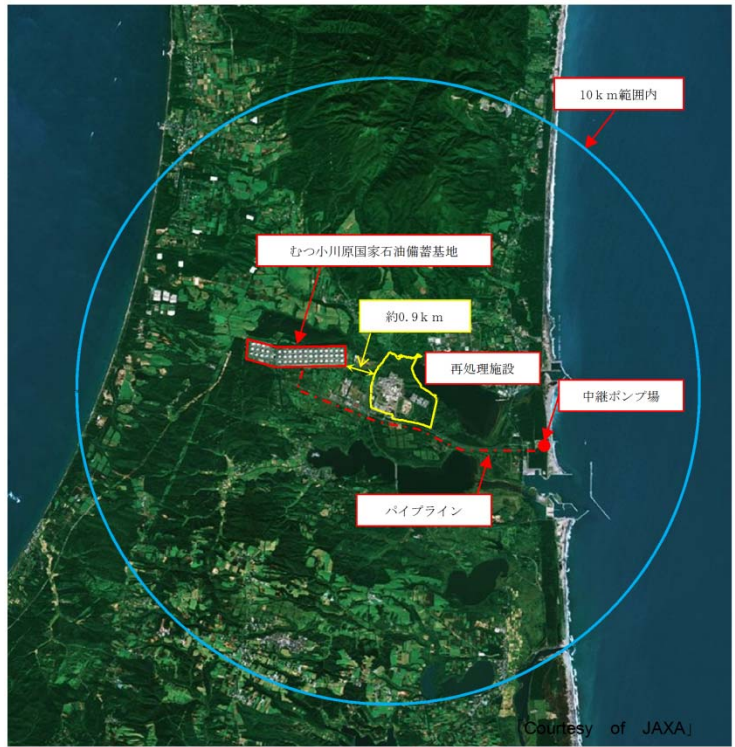 10km範囲内
むつ小川原国家石油備蓄基地
約0.9km
再処理施設
中継ポンプ場
パイプライン
「Courtesy of JAXA」